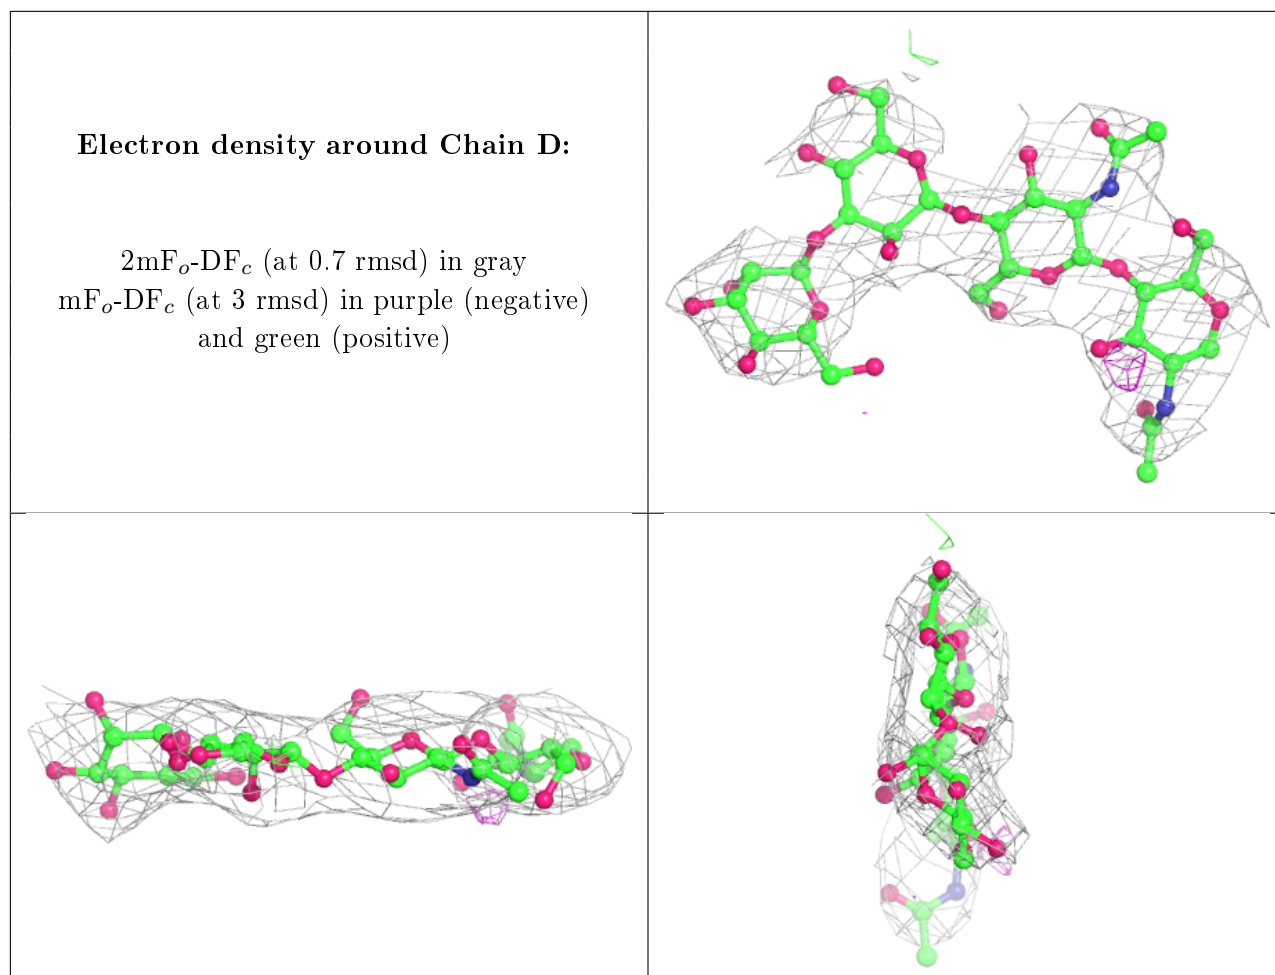 Electron density around Chain D:
2mF$_o$-DF$_c$ (at 0.7 rmsd) in gray
mF$_o$-DF$_c$ (at 3 rmsd) in purple (negative)
and green (positive)